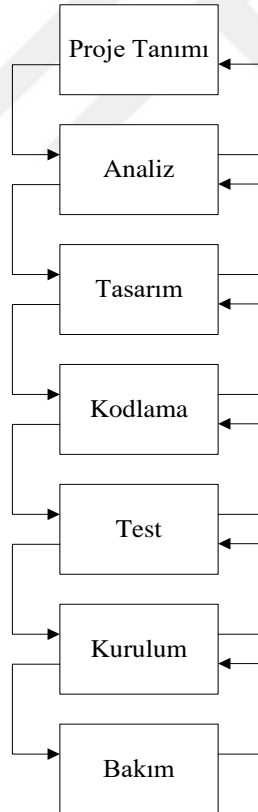 Proje Tanımı
Analiz
Tasarım
Kodlama
Test
Kurulum
Bakım